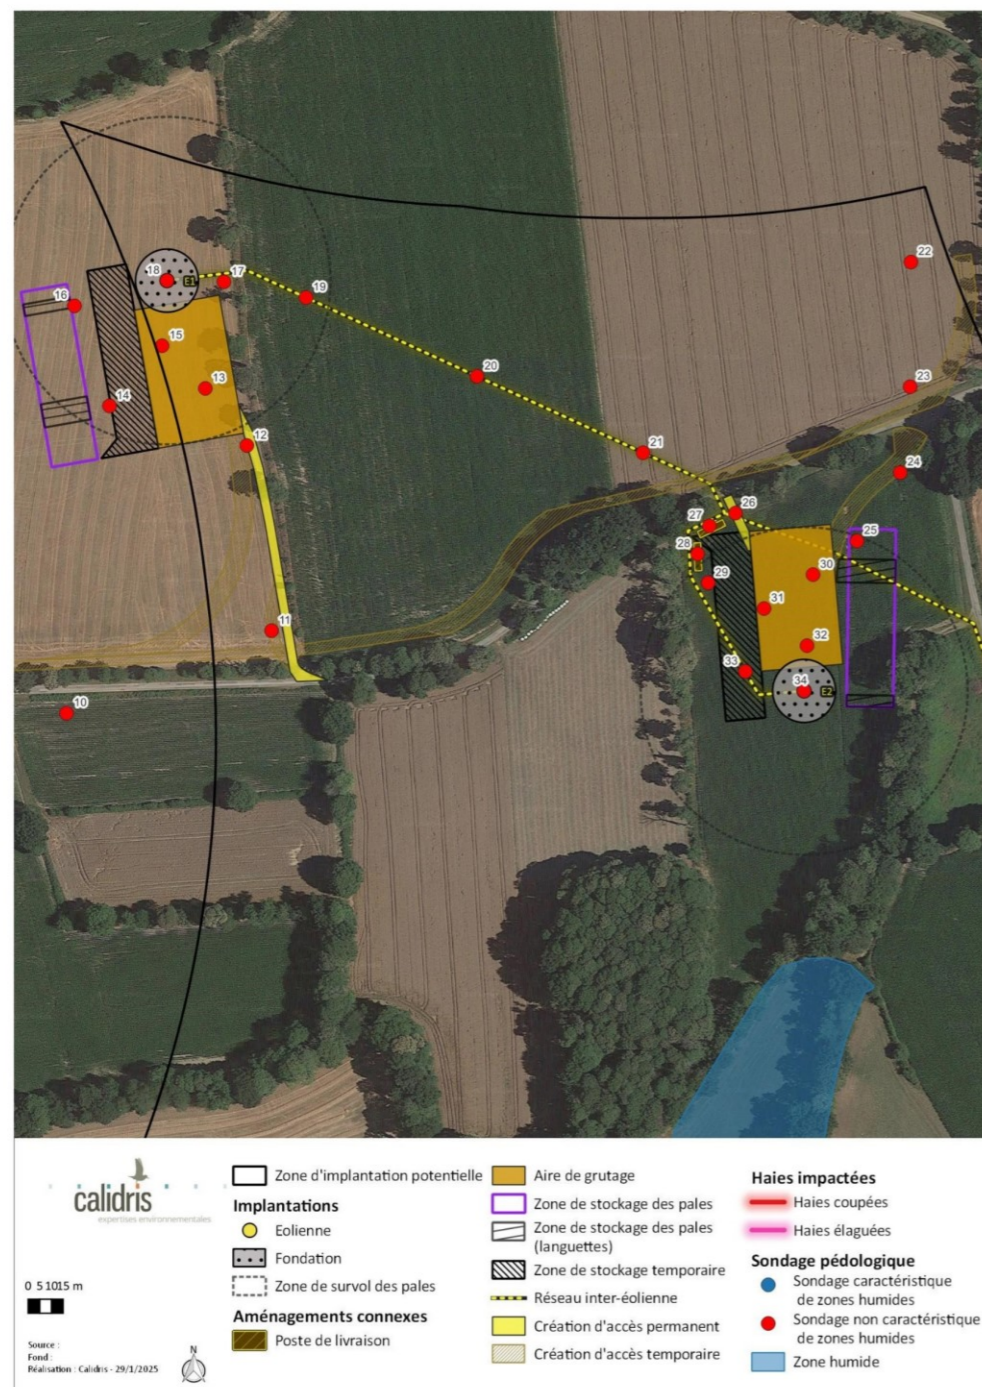 22
18
E1
17
19
16
15
20
13
23
14
12
21
24
26
27
25
28
29
30
31
11
32
33
34
E2
10
calidris
expertises environnementales
0 5 1015 m
Source :
Fond :
Réalisation : Calidris - 29/1/2025
N
Zone d'implantation potentielle
Implantations
Eolienne
Fondation
Zone de survol des pales
Aménagements connexes
Poste de livraison
Aire de grutage
Zone de stockage des pales
Zone de stockage des pales
(languettes)
Zone de stockage temporaire
Réseau inter-éolienne
Création d'accès permanent
Création d'accès temporaire
Haies impactées
Haies coupées
Haies élaguées
Sondage pédologique
Sondage caractéristique
de zones humides
Sondage non caractéristique
de zones humides
Zone humide